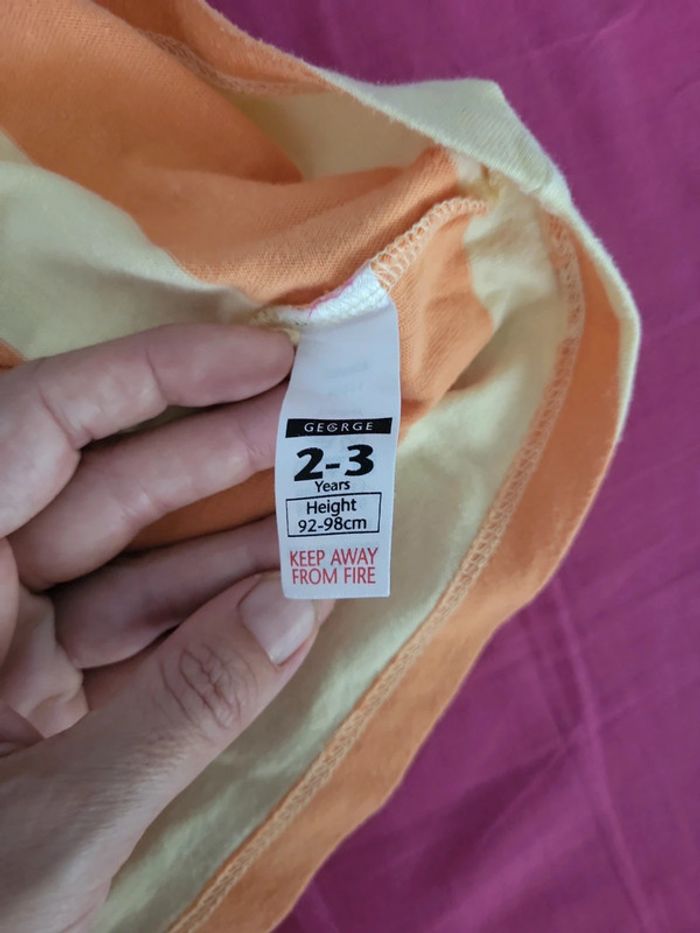 GEORGE
2-3
Years
Height
92-98cm
KEEP AWAY
FROM FIRE